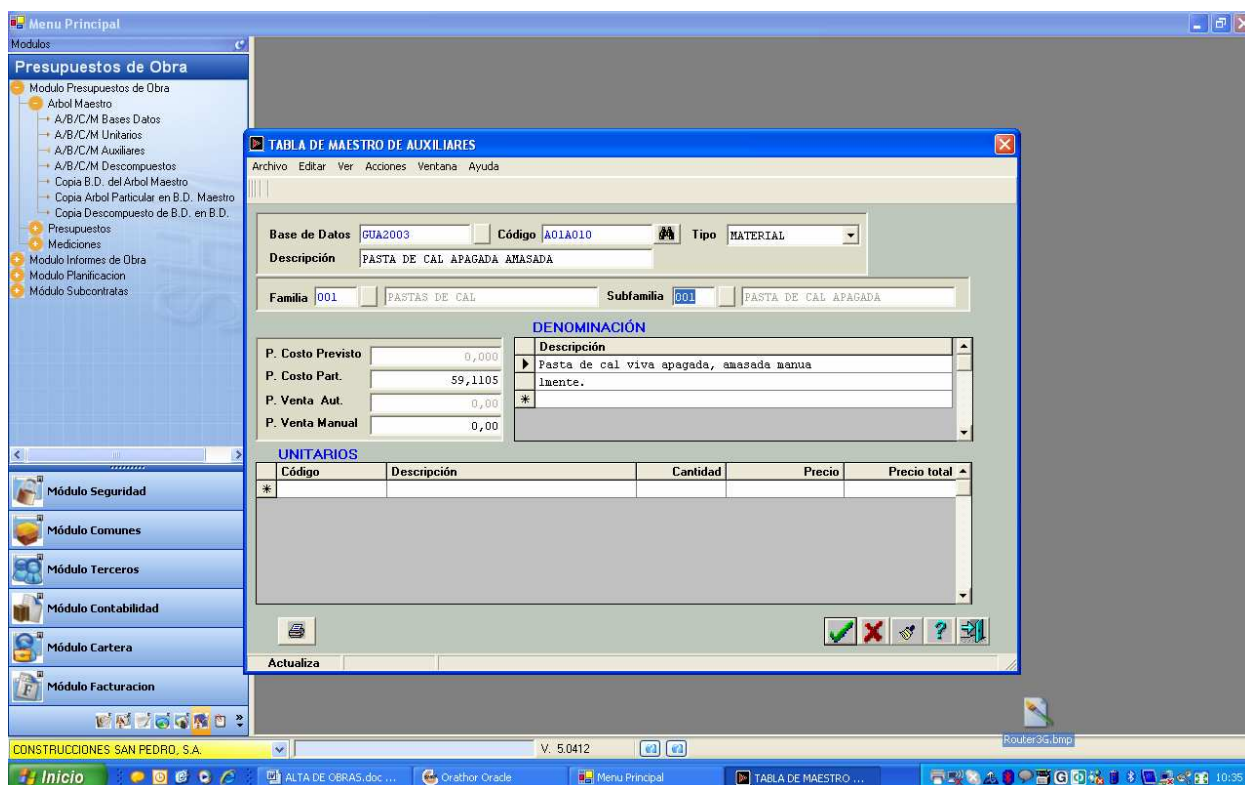 Menu Principal
Modulos
Presupuestos de Obra
Modulo Presupuestos de Obra
Arbol Maestro
A/B/C/M Bases Datos
A/B/C/M Unitarios
A/B/C/M Auxiliares
A/B/C/M Descompuestos
Copia B.D. del Arbol Maestro
Copia Arbol Particular en B.D. Maestro
Copia Descompuesto de B.D. en B.D.
Presupuestos
Mediciones
Modulo Informes de Obra
Modulo Planificacion
Módulo Subcontratas
Módulo Seguridad
Módulo Comunes
Módulo Terceros
Módulo Contabilidad
Módulo Cartera
Módulo Facturacion
TABLA DE MAESTRO DE AUXILIARES
Archivo Editar Ver Acciones Ventana Ayuda
Base de Datos GUA2003 Código A01A010 Tipo MATERIAL
Descripción PASTA DE CAL APAGADA AMASADA
Familia 001 PASTAS DE CAL Subfamilia 001 PASTA DE CAL APAGADA
DENOMINACIÓN
P. Costo Previsto 0,000
P. Costo Part. 59,1105
P. Venta Aut. 0,00
P. Venta Manual 0,00
Descripción
Pasta de cal viva apagada, amasada manua
lmente.
UNITARIOS
Código Descripción Cantidad Precio Precio total
Actualiza
Router3G.bmp
CONSTRUCCIONES SAN PEDRO, S.A. V. 5.0412
Inicio ALTA DE OBRAS.doc ... Orathor Oracle Menu Principal TABLA DE MAESTRO ... 10:35